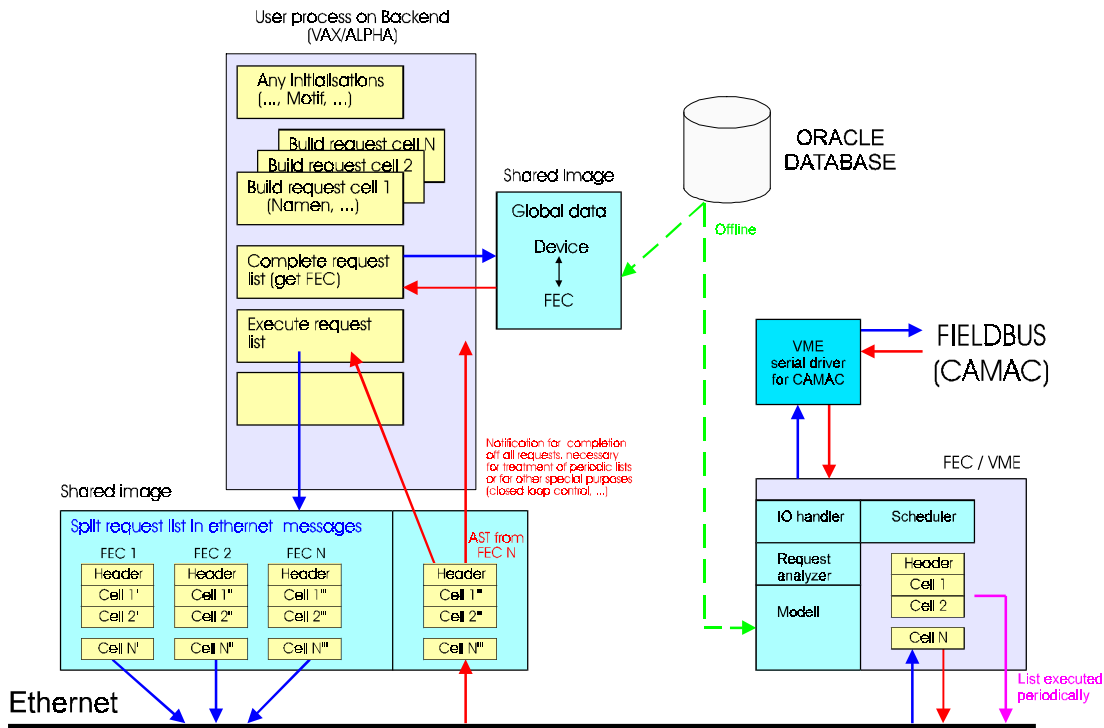 User process on Backend
(VAX/ALPHA)
Any Initialisations
(..., Motif, ...)
Build request cell N
Build request cell 2
Build request cell 1
(Namen, ...)
Complete request
list (get FEC)
Execute request
list
Shared Image
Global data
Device
FEC
ORACLE
DATABASE
Offline
VME
serial driver
for CAMAC
FIELDBUS
(CAMAC)
Notification for completion
off all requests, necessary
for treatment of periodic lists
or for other special purposes
(closed loop control, ...)
FEC / VME
IO handler
Scheduler
Request
analyzer
Modell
Header
Cell 1
Cell 2
Cell N
List executed
periodically
Shared image
Split request list in ethernet messages
FEC 1
FEC 2
FEC N
Header
Cell 1'
Cell 2'
Cell N'
Header
Cell 1''
Cell 2''
Cell N'''
Header
Cell 1'''
Cell 2'''
Cell N''''
AST from
FEC N
Header
Cell 1'''
Cell 2'''
Cell N''''
Ethernet